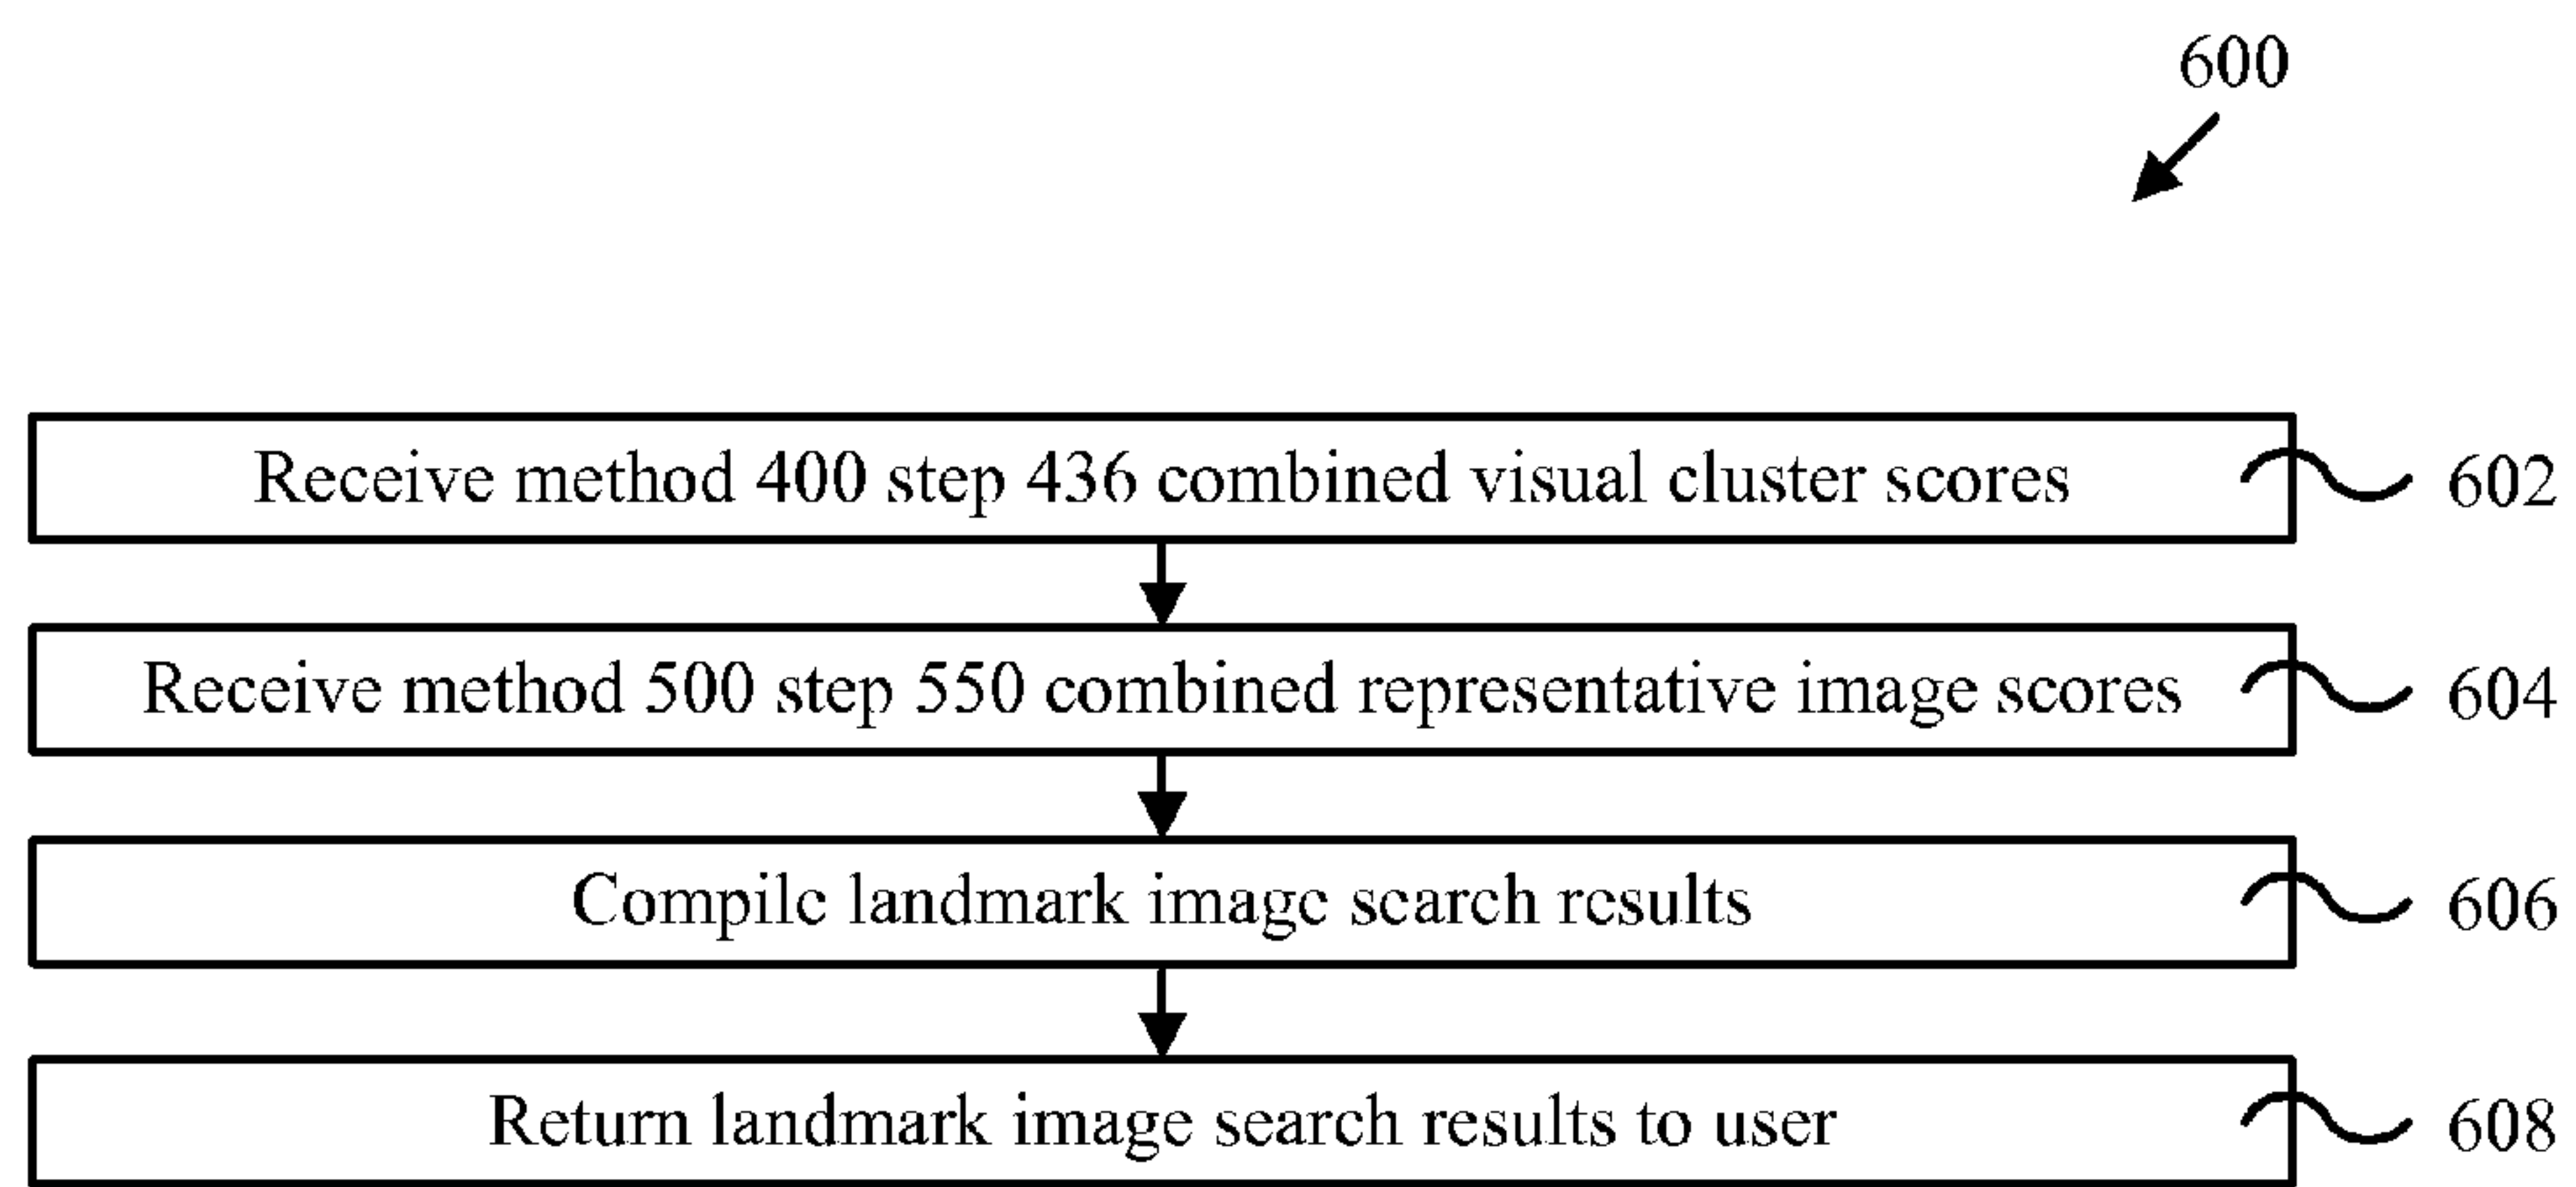 600
Receive method 400 step 436 combined visual cluster scores
602
Receive method 500 step 550 combined representative image scores
604
Compile landmark image search results
606
Return landmark image search results to user
608